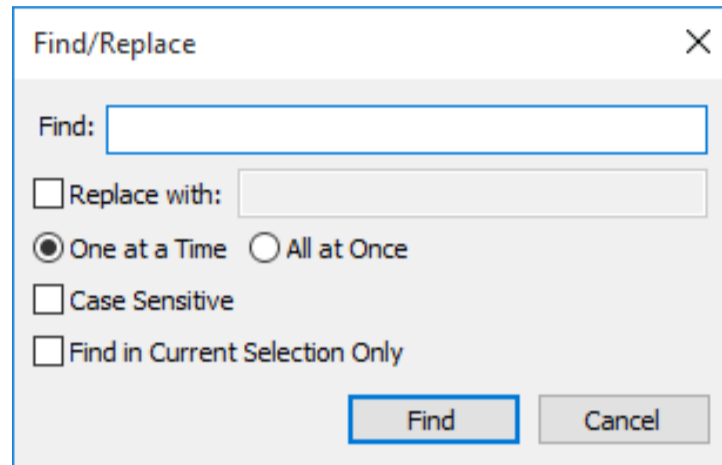 Find/Replace
Find:
Replace with:
One at a Time All at Once
Case Sensitive
Find in Current Selection Only
Find Cancel